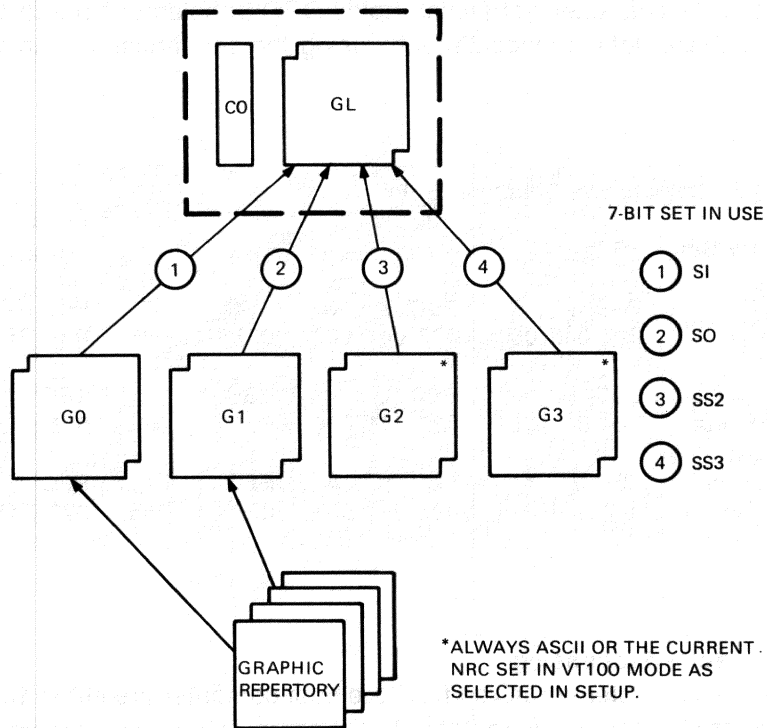 C0
GL
7-BIT SET IN USE
1
2
3
4
1 SI
2 SO
3 SS2
4 SS3
G0
G1
*
G2
*
G3
GRAPHIC
REPERTORY
*ALWAYS ASCII OR THE CURRENT
NRC SET IN VT100 MODE AS
SELECTED IN SETUP.